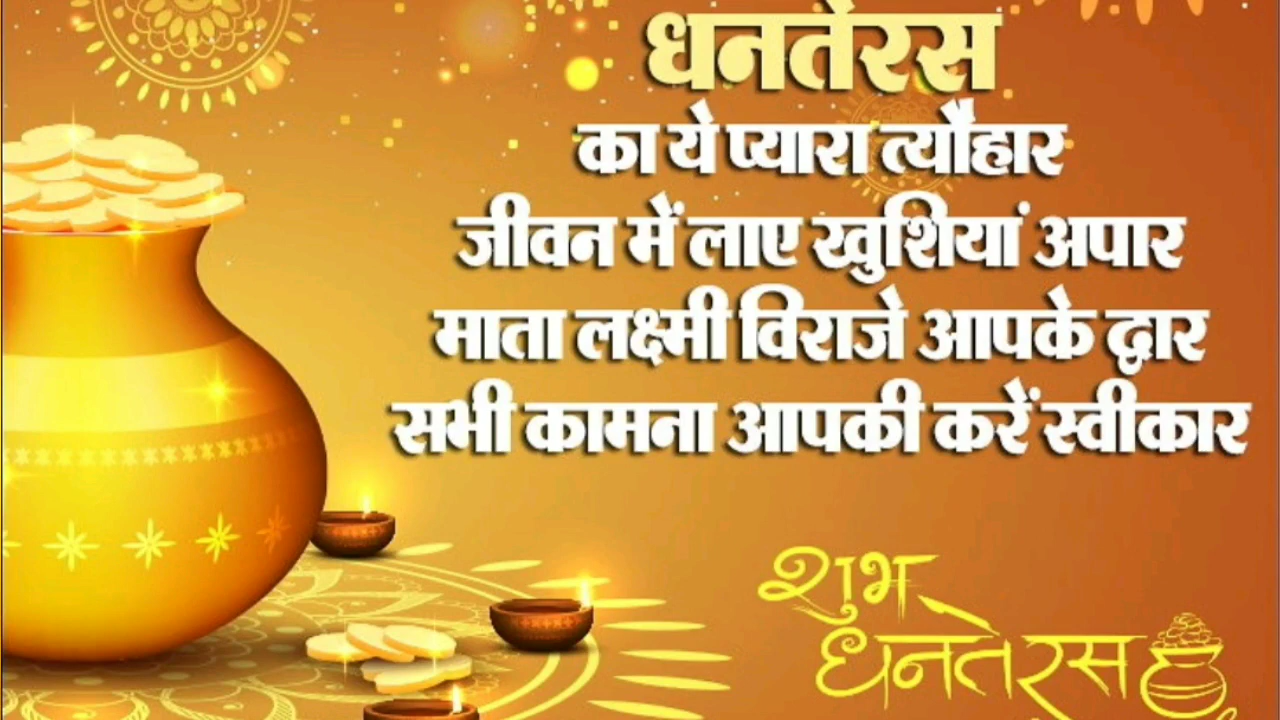 धनतेरस
का ये प्यारा त्यौहार
जीवन में लाए खुशियां अपार
माता लक्ष्मी विराजे आपके द्वार
सभी कामना आपकी करें स्वीकार
शुभ
धनतेरस